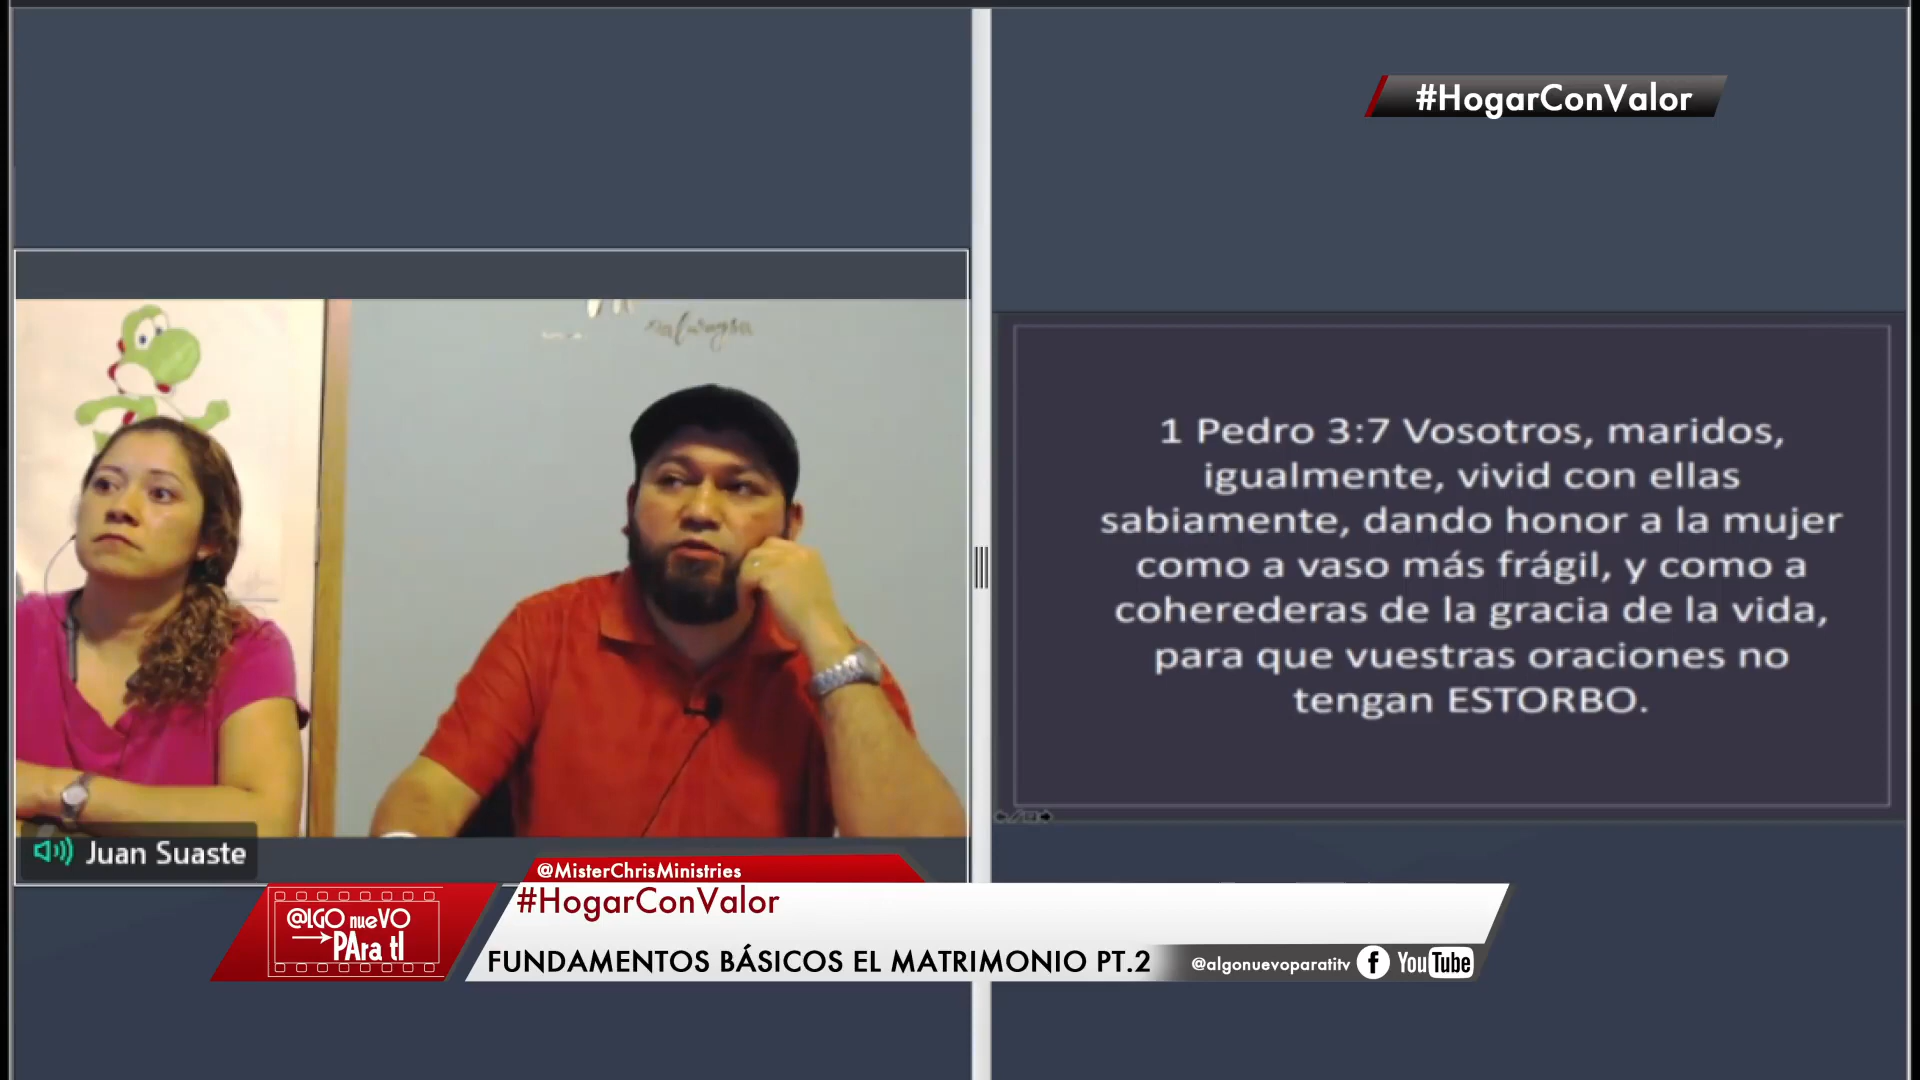 #HogarConValor
1 Pedro 3:7 Vosotros, maridos,
igualmente, vivid con ellas
sabiamente, dando honor a la mujer
como a vaso más frágil, y como a
coherederas de la gracia de la vida,
para que vuestras oraciones no
tengan ESTORBO.
Juan Suaste
@MisterChrisMinistries
#HogarConValor
@LGO nueVO
PAra tI
FUNDAMENTOS BÁSICOS EL MATRIMONIO PT.2
@algonuevoparatitv f YouTube